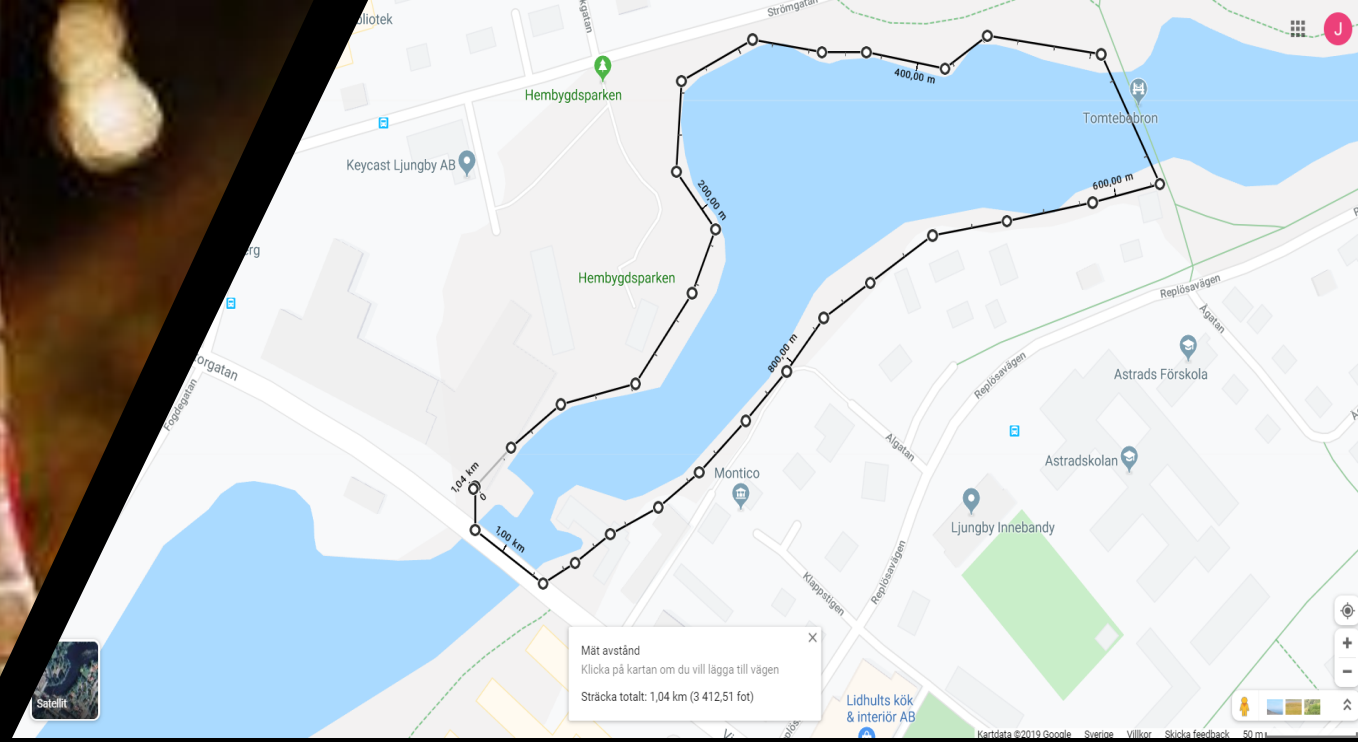 Strömgatan
J
400,00 m
Hembygdsparken
Tomtebobron
Keycast Ljungby AB
600,00 m
200,00 m
Hembygdsparken
Replösavägen
Ågatan
800,00 m
Fogdegatan
Replösavägen
Astrads Förskola
Algatan
Astradskolan
1,04 km
0
Montico
Ljungby Innebandy
1,00 km
Klappstigen
Replösavägen
Mät avstånd
Klicka på kartan om du vill lägga till vägen
Sträcka totalt: 1,04 km (3 412,51 fot)
Satellit
Lidhults kök
& interiör AB
Kartdata ©2019 Google Sverige Villkor Skicka feedback 50 m